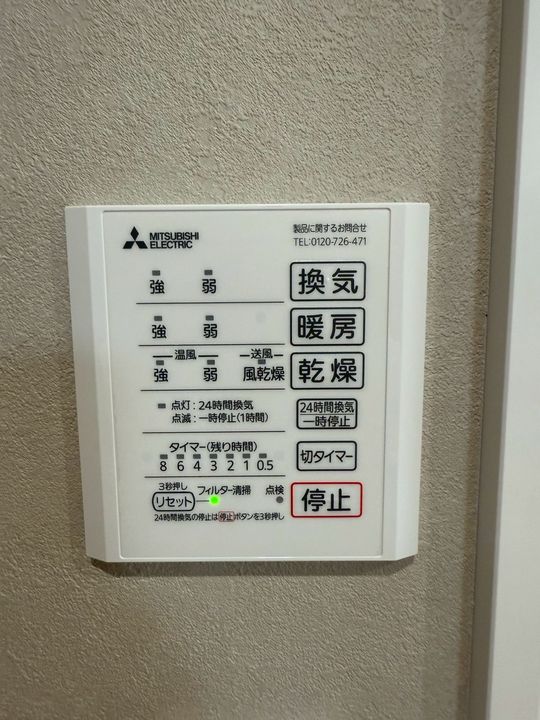 MITSUBISHI
ELECTRIC
製品に関するお問合せ
TEL:0120-726-471
強 弱 換気
強 弱 暖房
温風 送風
強 弱 風乾燥 乾燥
点灯:24時間換気
点滅:一時停止(1時間)
24時間換気
一時停止
タイマー(残り時間)
8 6 4 3 2 1 0.5
切タイマー
3秒押し
リセット フィルター清掃 点検
停止
24時間換気の停止は停止ボタンを3秒押し